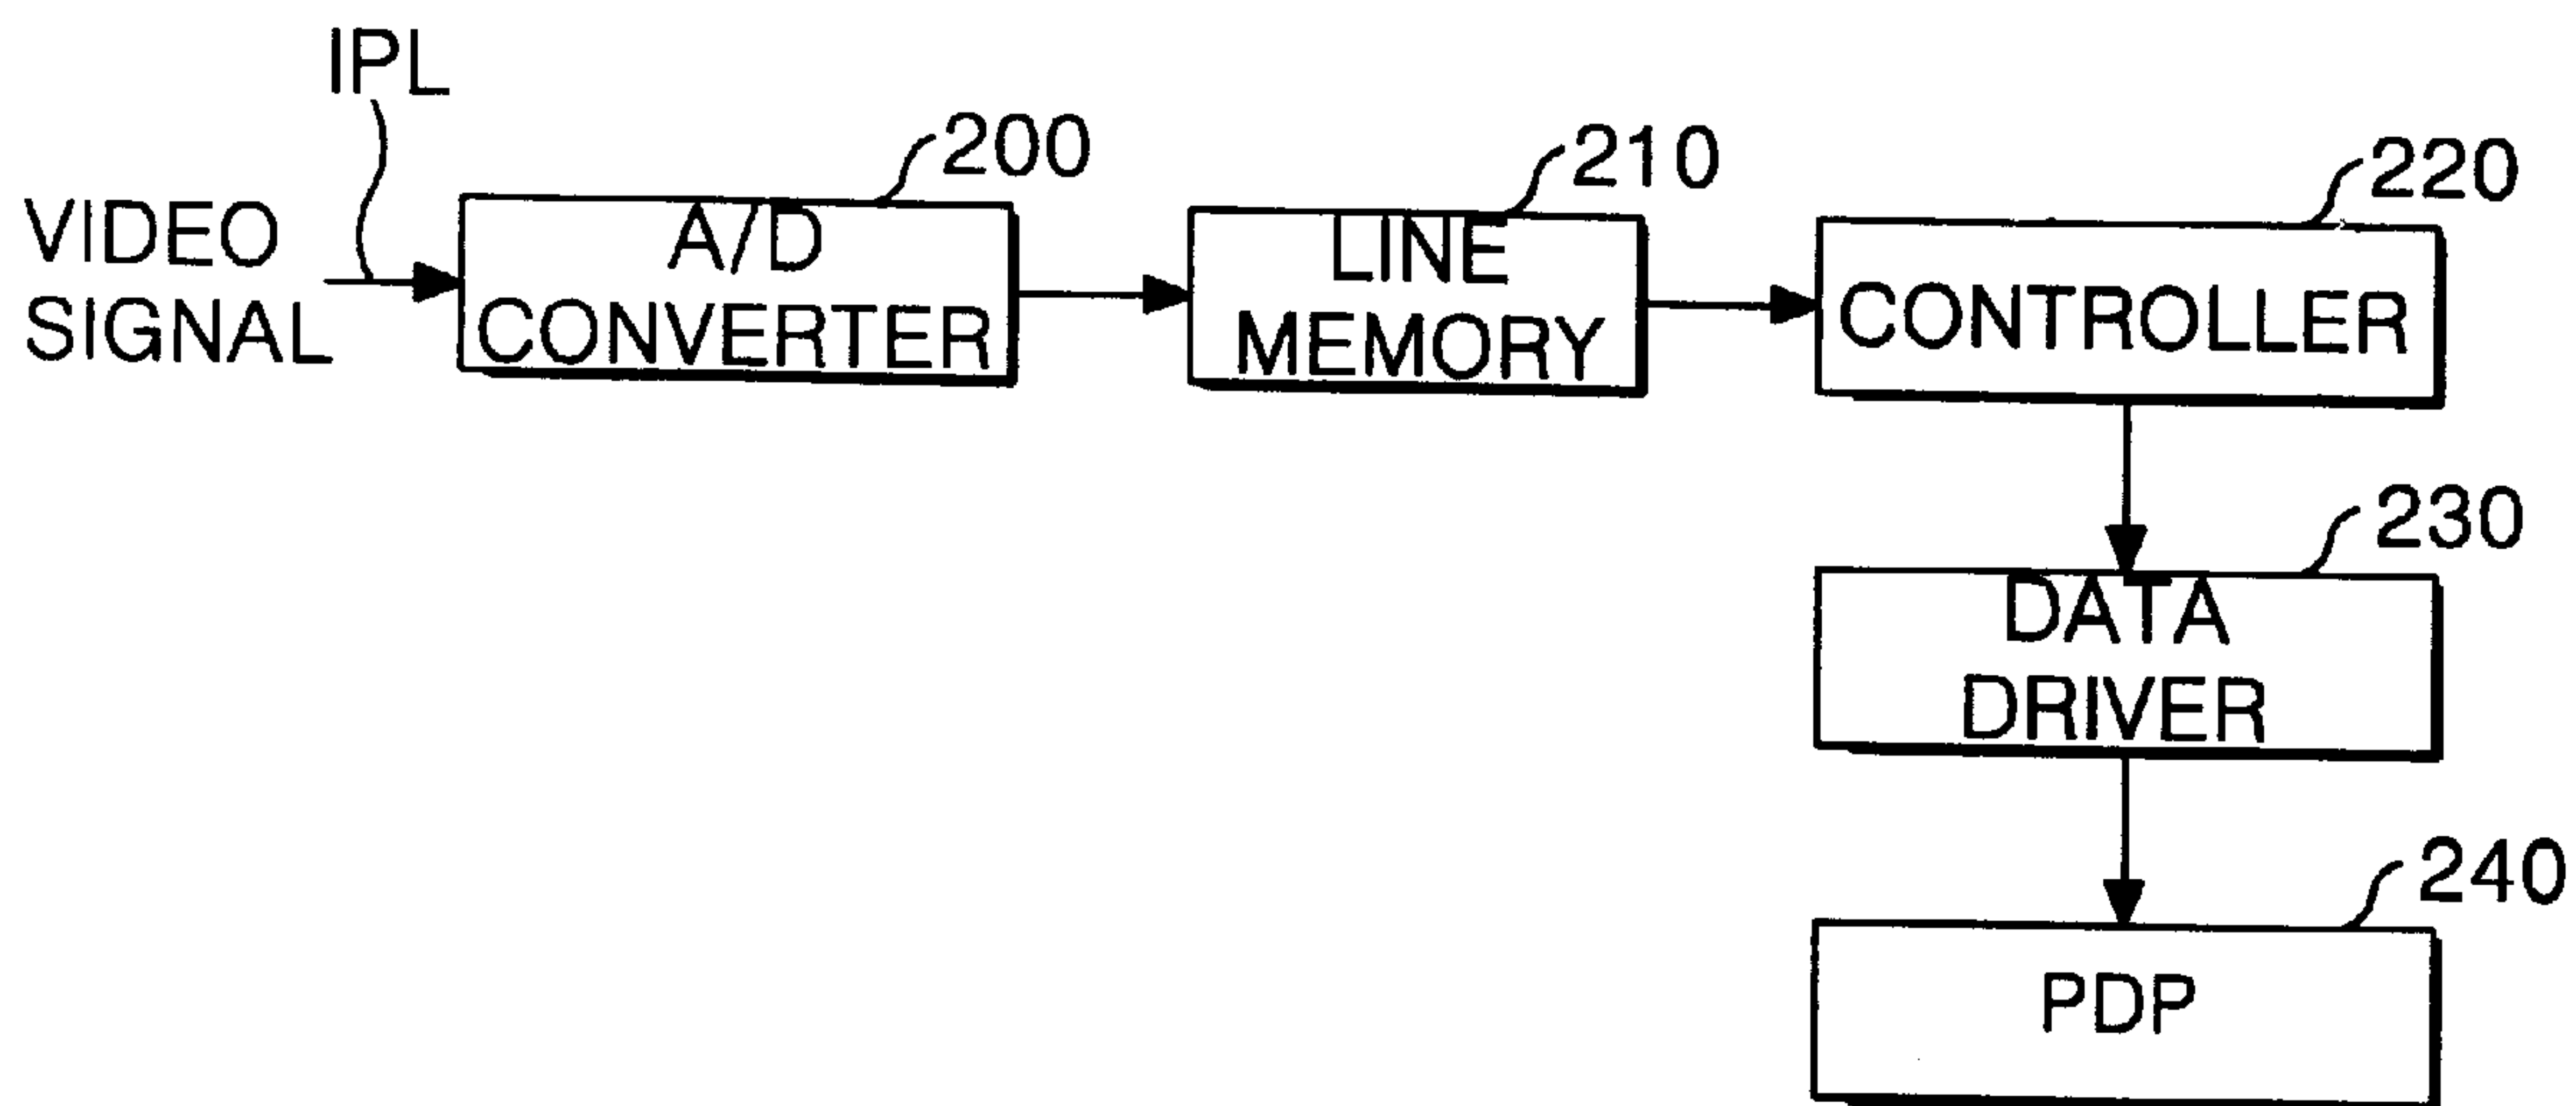 IPL
VIDEO
SIGNAL
200
A/D
CONVERTER
210
LINE
MEMORY
220
CONTROLLER
230
DATA
DRIVER
240
PDP